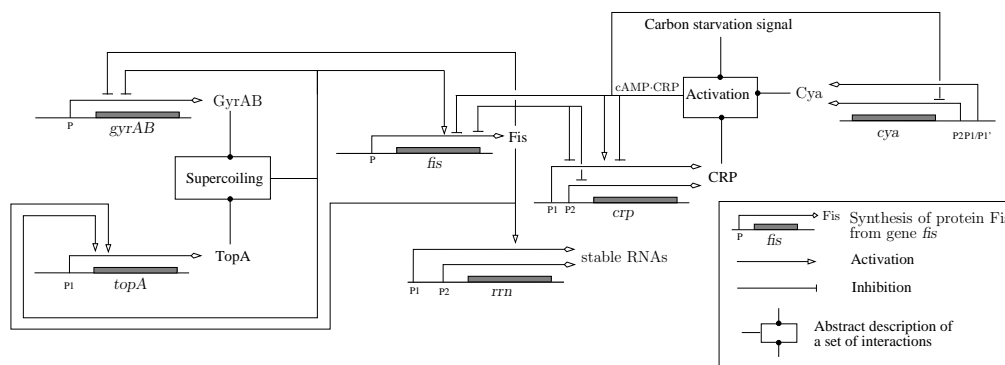 Carbon starvation signal
cAMP·CRP
Activation
Cya
GyrAB
P
gyrAB
P
fis
Fis
cya
P2 P1/P1'
Supercoiling
CRP
P1
P2
crp
TopA
P1
topA
stable RNAs
P1
P2
rrn
P
fis
Fis
Synthesis of protein Fis
from gene fis
Activation
Inhibition
Abstract description of
a set of interactions